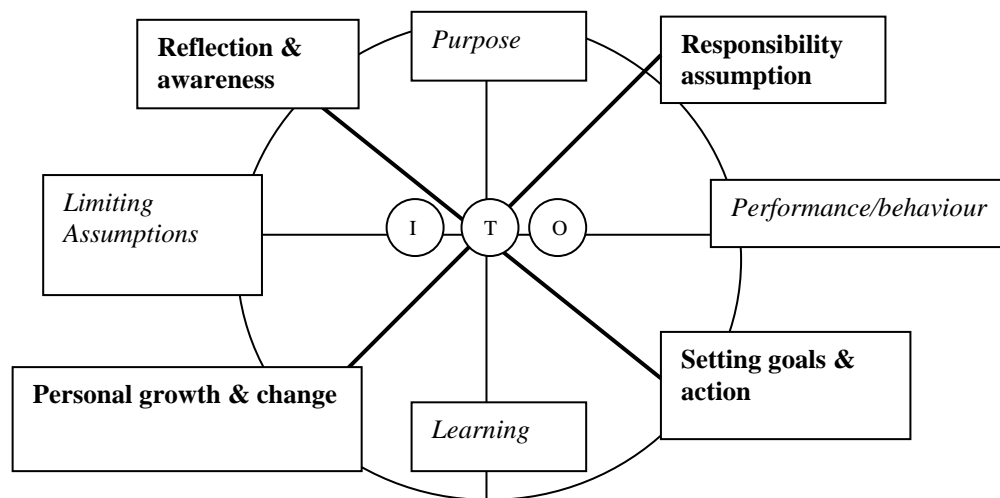 Reflection &
awareness
Purpose
Responsibility
assumption
Limiting
Assumptions
I
T
O
Performance/behaviour
Personal growth & change
Learning
Setting goals &
action